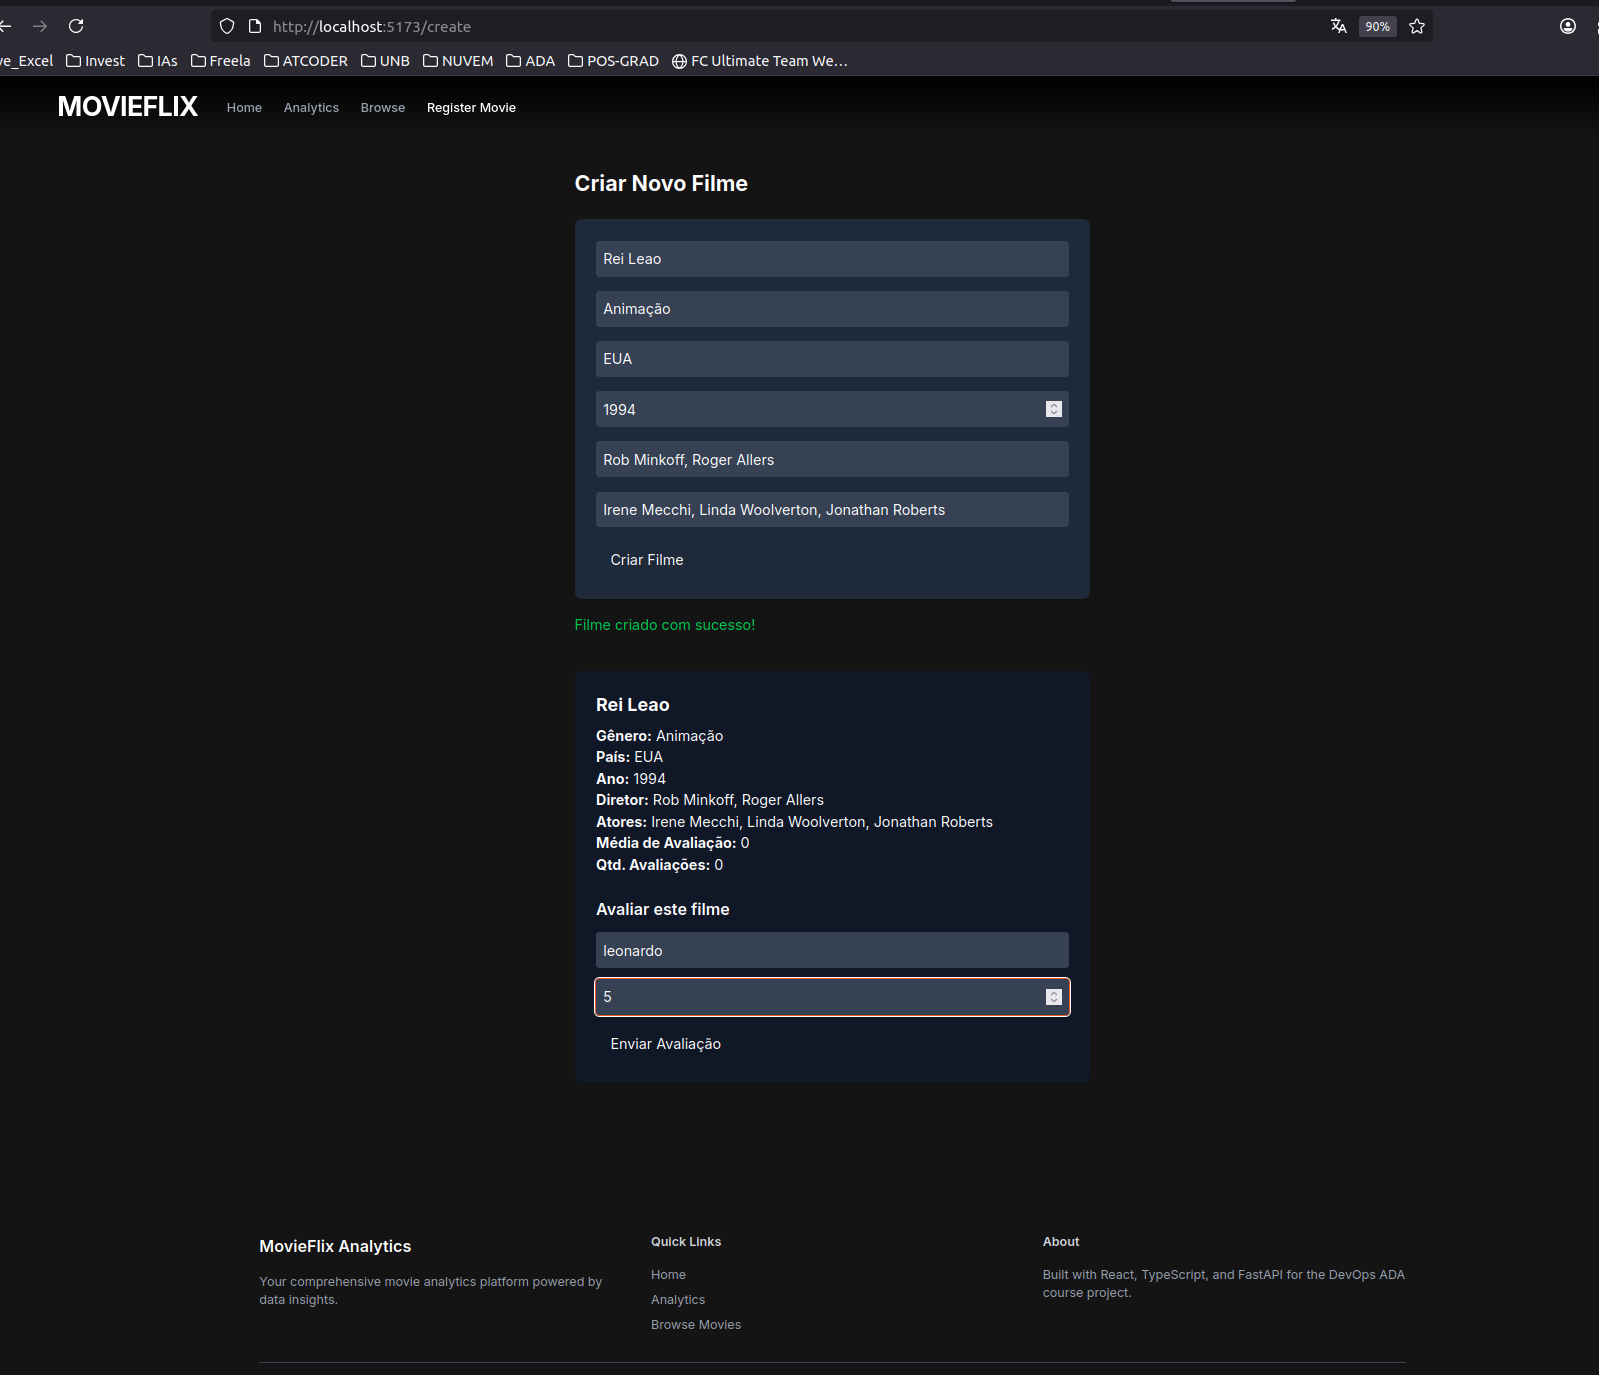 http://localhost:5173/create
90%
ve_Excel Invest IAs Freela ATCODER UNB NUVEM ADA POS-GRAD FC Ultimate Team We...
MOVIEFLIX Home Analytics Browse Register Movie
Criar Novo Filme
Rei Leao
Animação
EUA
1994
Rob Minkoff, Roger Allers
Irene Mecchi, Linda Woolverton, Jonathan Roberts
Criar Filme
Filme criado com sucesso!
Rei Leao
Gênero: Animação
País: EUA
Ano: 1994
Diretor: Rob Minkoff, Roger Allers
Atores: Irene Mecchi, Linda Woolverton, Jonathan Roberts
Média de Avaliação: 0
Qtd. Avaliações: 0
Avaliar este filme
leonardo
5
Enviar Avaliação
MovieFlix Analytics
Your comprehensive movie analytics platform powered by
data insights.
Quick Links
Home
Analytics
Browse Movies
About
Built with React, TypeScript, and FastAPI for the DevOps ADA
course project.